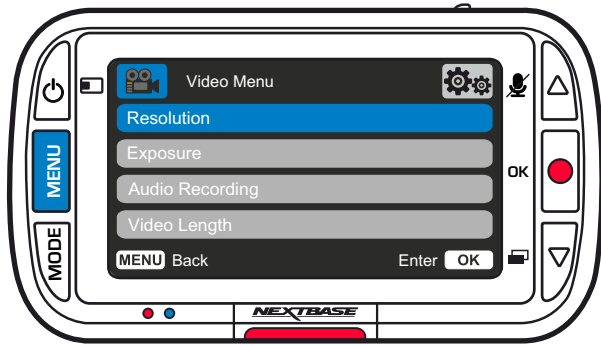 Video Menu
Resolution
Exposure
Audio Recording
Video Length
MENU Back
Enter OK
MENU
MODE
OK
NEXTBASE